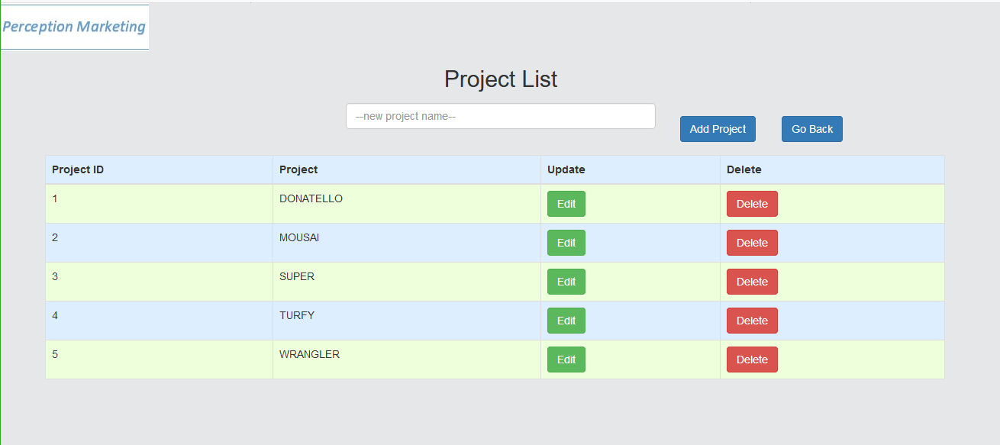 Perception Marketing
Project List
--new project name--
Add Project Go Back
Project ID Project Update Delete
1 DONATELLO Edit Delete
2 MOUSAI Edit Delete
3 SUPER Edit Delete
4 TURFY Edit Delete
5 WRANGLER Edit Delete